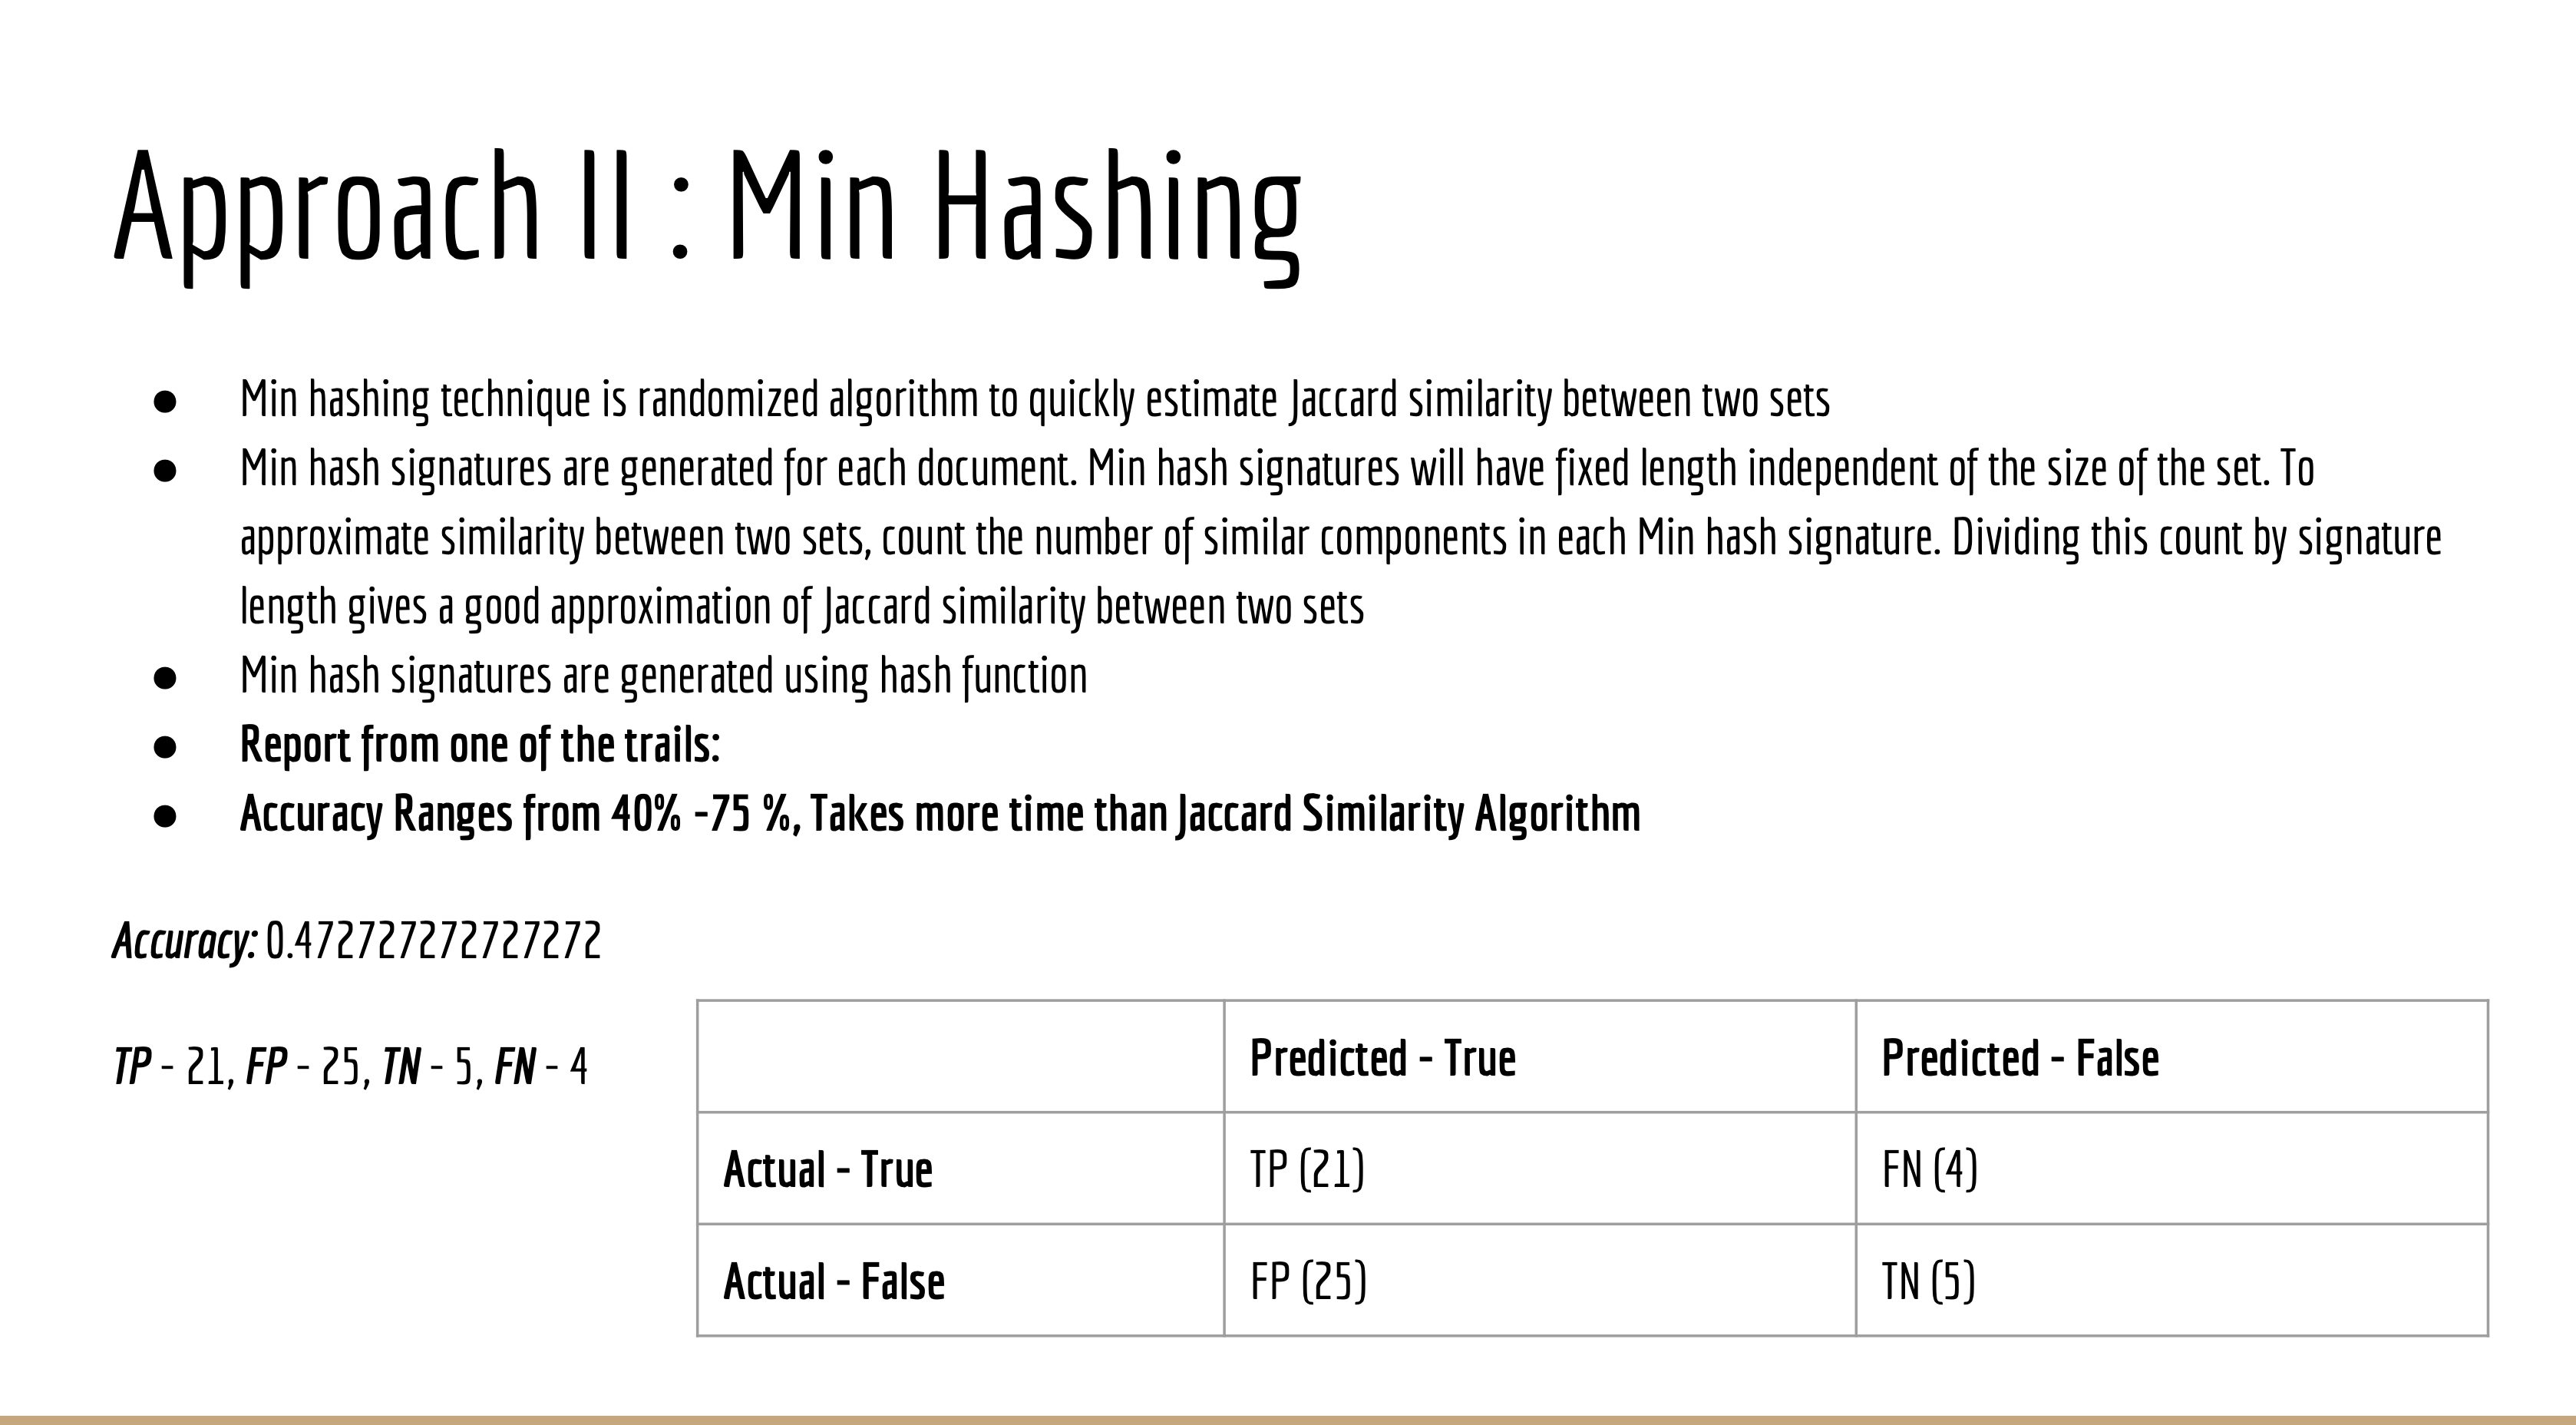 Approach II : Min Hashing
● Min hashing technique is randomized algorithm to quickly estimate Jaccard similarity between two sets
● Min hash signatures are generated for each document. Min hash signatures will have fixed length independent of the size of the set. To
approximate similarity between two sets, count the number of similar components in each Min hash signature. Dividing this count by signature
length gives a good approximation of Jaccard similarity between two sets
● Min hash signatures are generated using hash function
● Report from one of the trails:
● Accuracy Ranges from 40% -75 %, Takes more time than Jaccard Similarity Algorithm
Accuracy: 0.472727272727272
TP - 21, FP - 25, TN - 5, FN - 4
Predicted - True Predicted - False
Actual - True TP (21) FN (4)
Actual - False FP (25) TN (5)